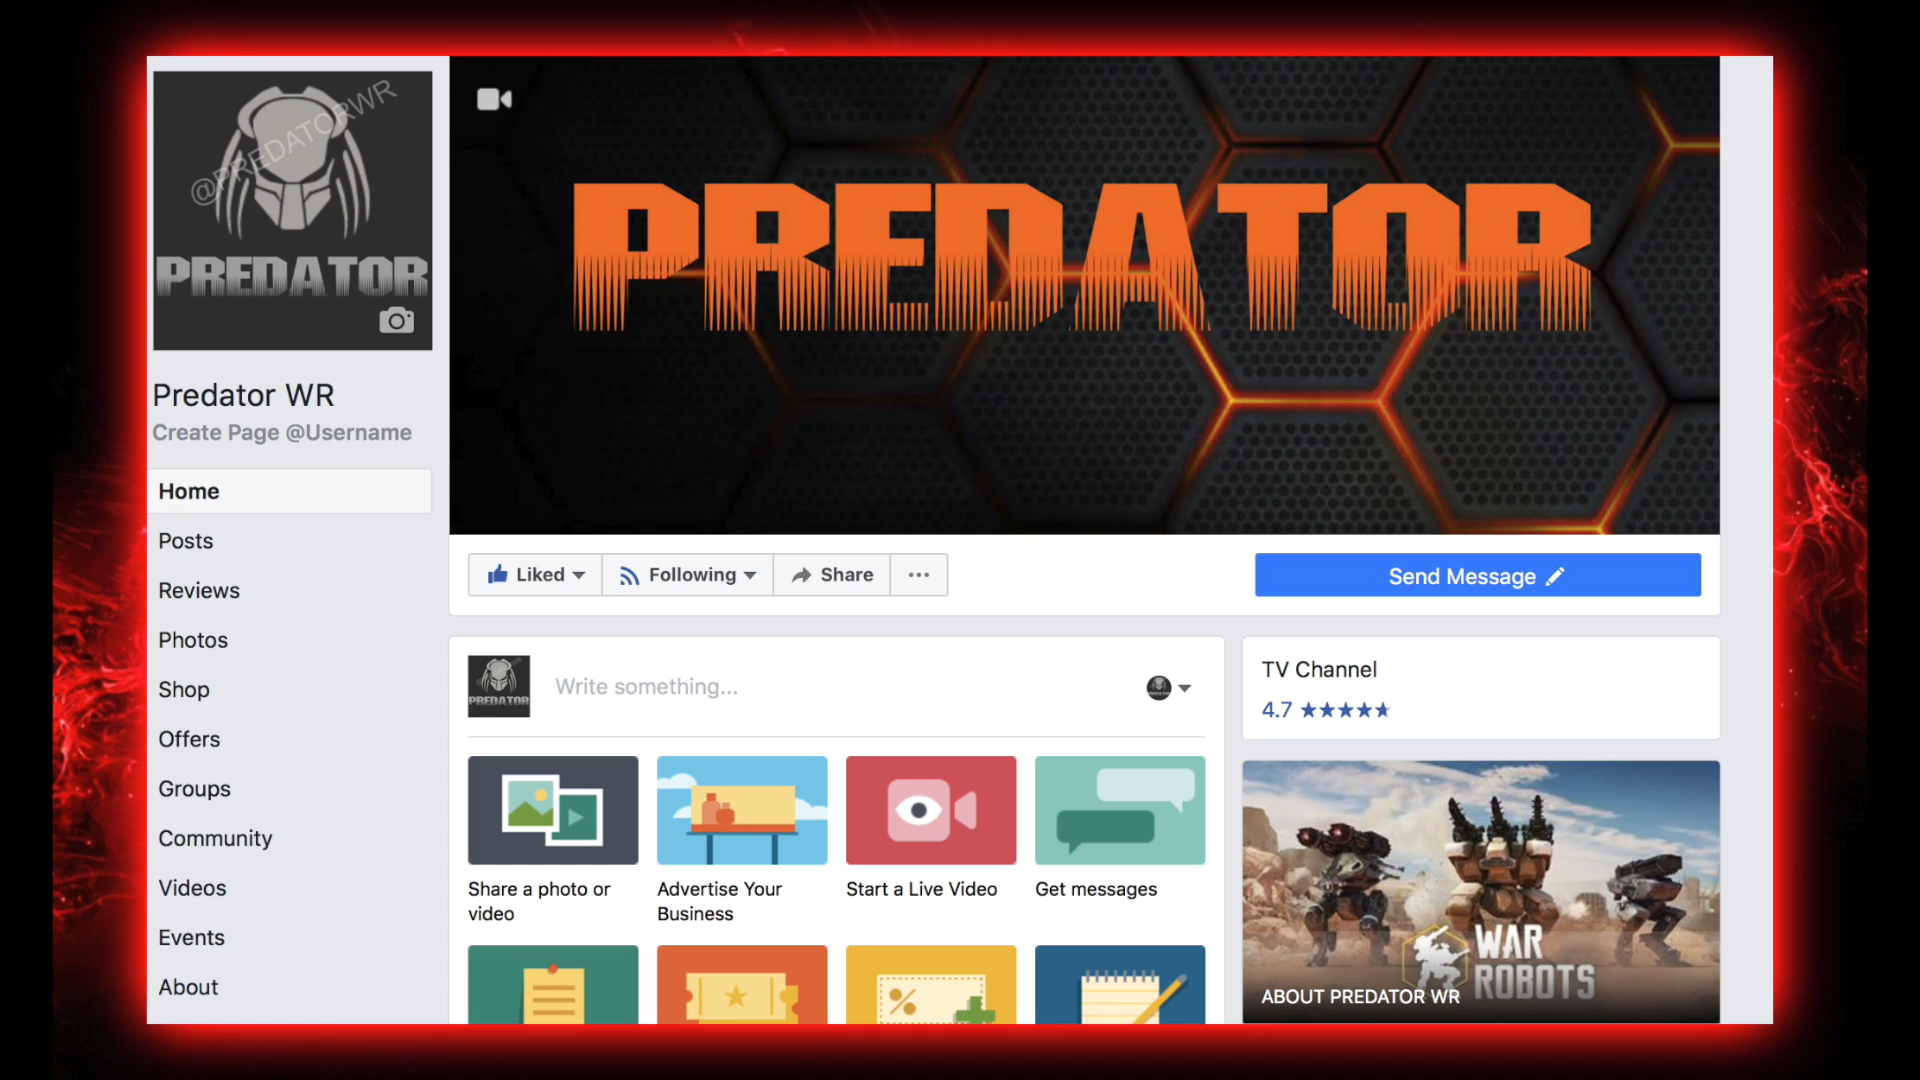 @PREDATORWR
PREDATOR
Predator WR
Create Page @Username
Home
Posts
Reviews
Photos
Shop
Offers
Groups
Community
Videos
Events
About
PREDATOR
Liked
Following
Share
Send Message
PREDATOR
Write something...
Share a photo or
video
Advertise Your
Business
Start a Live Video
Get messages
TV Channel
4.7
WAR
ROBOTS
ABOUT PREDATOR WR